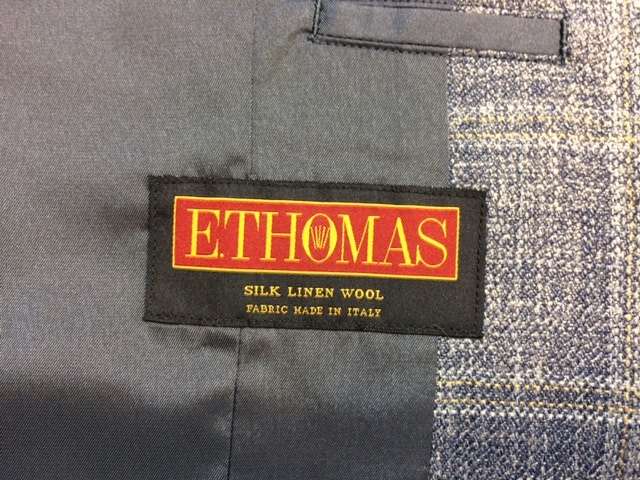 E.THOMAS
SILK LINEN WOOL
FABRIC MADE IN ITALY